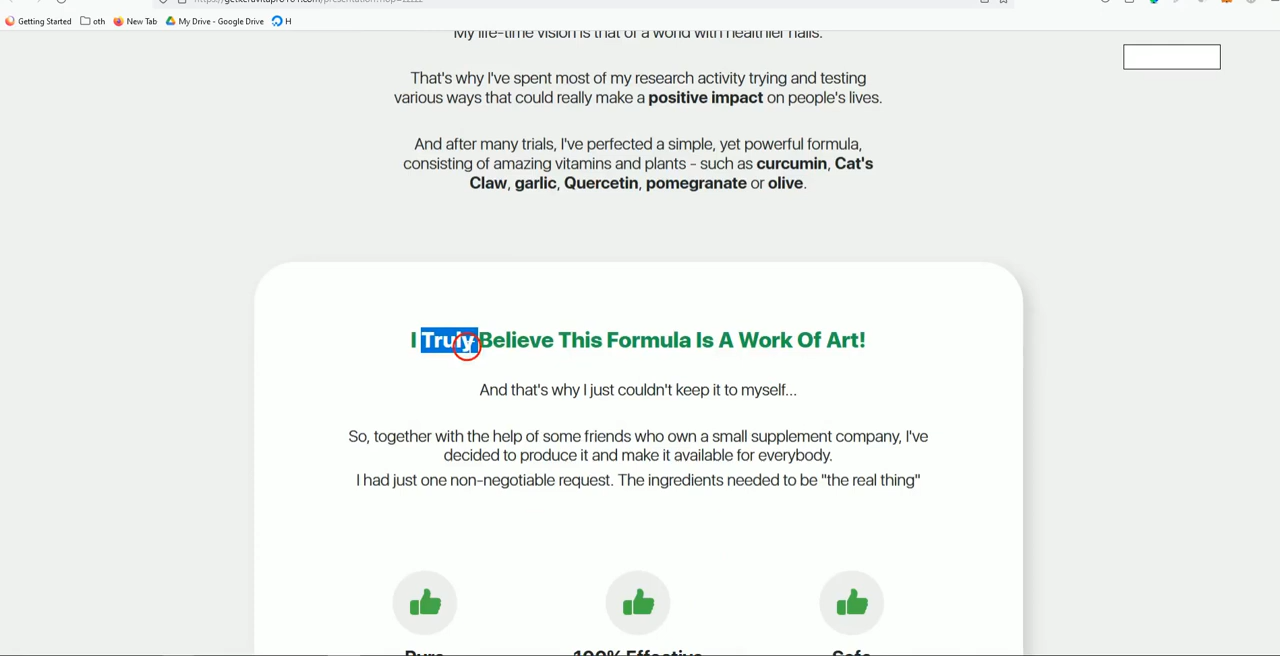 Getting Started oth New Tab My Drive - Google Drive H
My life-time vision is that of a world with healthier nails.
That's why I've spent most of my research activity trying and testing
various ways that could really make a positive impact on people's lives.
And after many trials, I've perfected a simple, yet powerful formula,
consisting of amazing vitamins and plants - such as curcumin, Cat's
Claw, garlic, Quercetin, pomegranate or olive.
I Truly Believe This Formula Is A Work Of Art!
And that's why I just couldn't keep it to myself...
So, together with the help of some friends who own a small supplement company, I've
decided to produce it and make it available for everybody.
I had just one non-negotiable request. The ingredients needed to be "the real thing"
Pure 100% Effective Safe